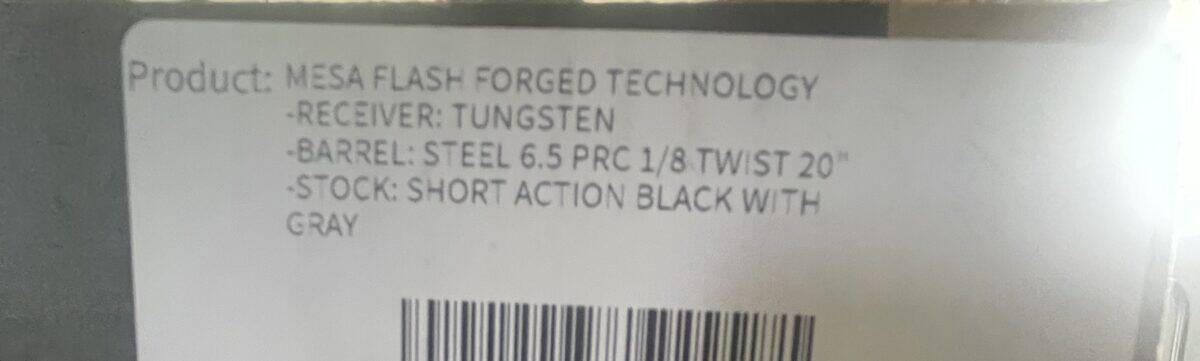 Product: MESA FLASH FORGED TECHNOLOGY
-RECEIVER: TUNGSTEN
-BARREL: STEEL 6.5 PRC 1/8 TWIST 20"
-STOCK: SHORT ACTION BLACK WITH
GRAY